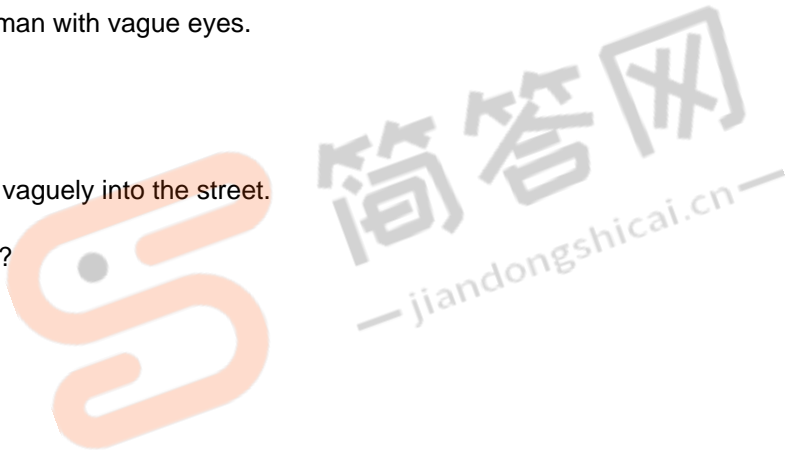 man with vague eyes.
vaguely into the street.
?
简答网
— jiandongshicai.cn —